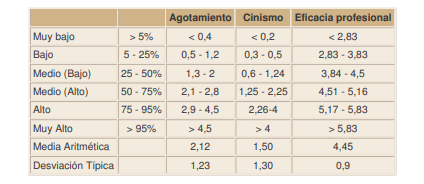 Agotamiento Cinismo Eficacia profesional
Muy bajo > 5% < 0,4 < 0,2 < 2,83
Bajo 5 - 25% 0,5 - 1,2 0,3 - 0,5 2,83 - 3,83
Medio (Bajo) 25 - 50% 1,3 - 2 0,6 - 1,24 3,84 - 4,5
Medio (Alto) 50 - 75% 2,1 - 2,8 1,25 - 2,25 4,51 - 5,16
Alto 75 - 95% 2,9 - 4,5 2,26-4 5,17 - 5,83
Muy Alto > 95% > 4,5 > 4 > 5,83
Media Aritmética 2,12 1,50 4,45
Desviación Típica 1,23 1,30 0,9